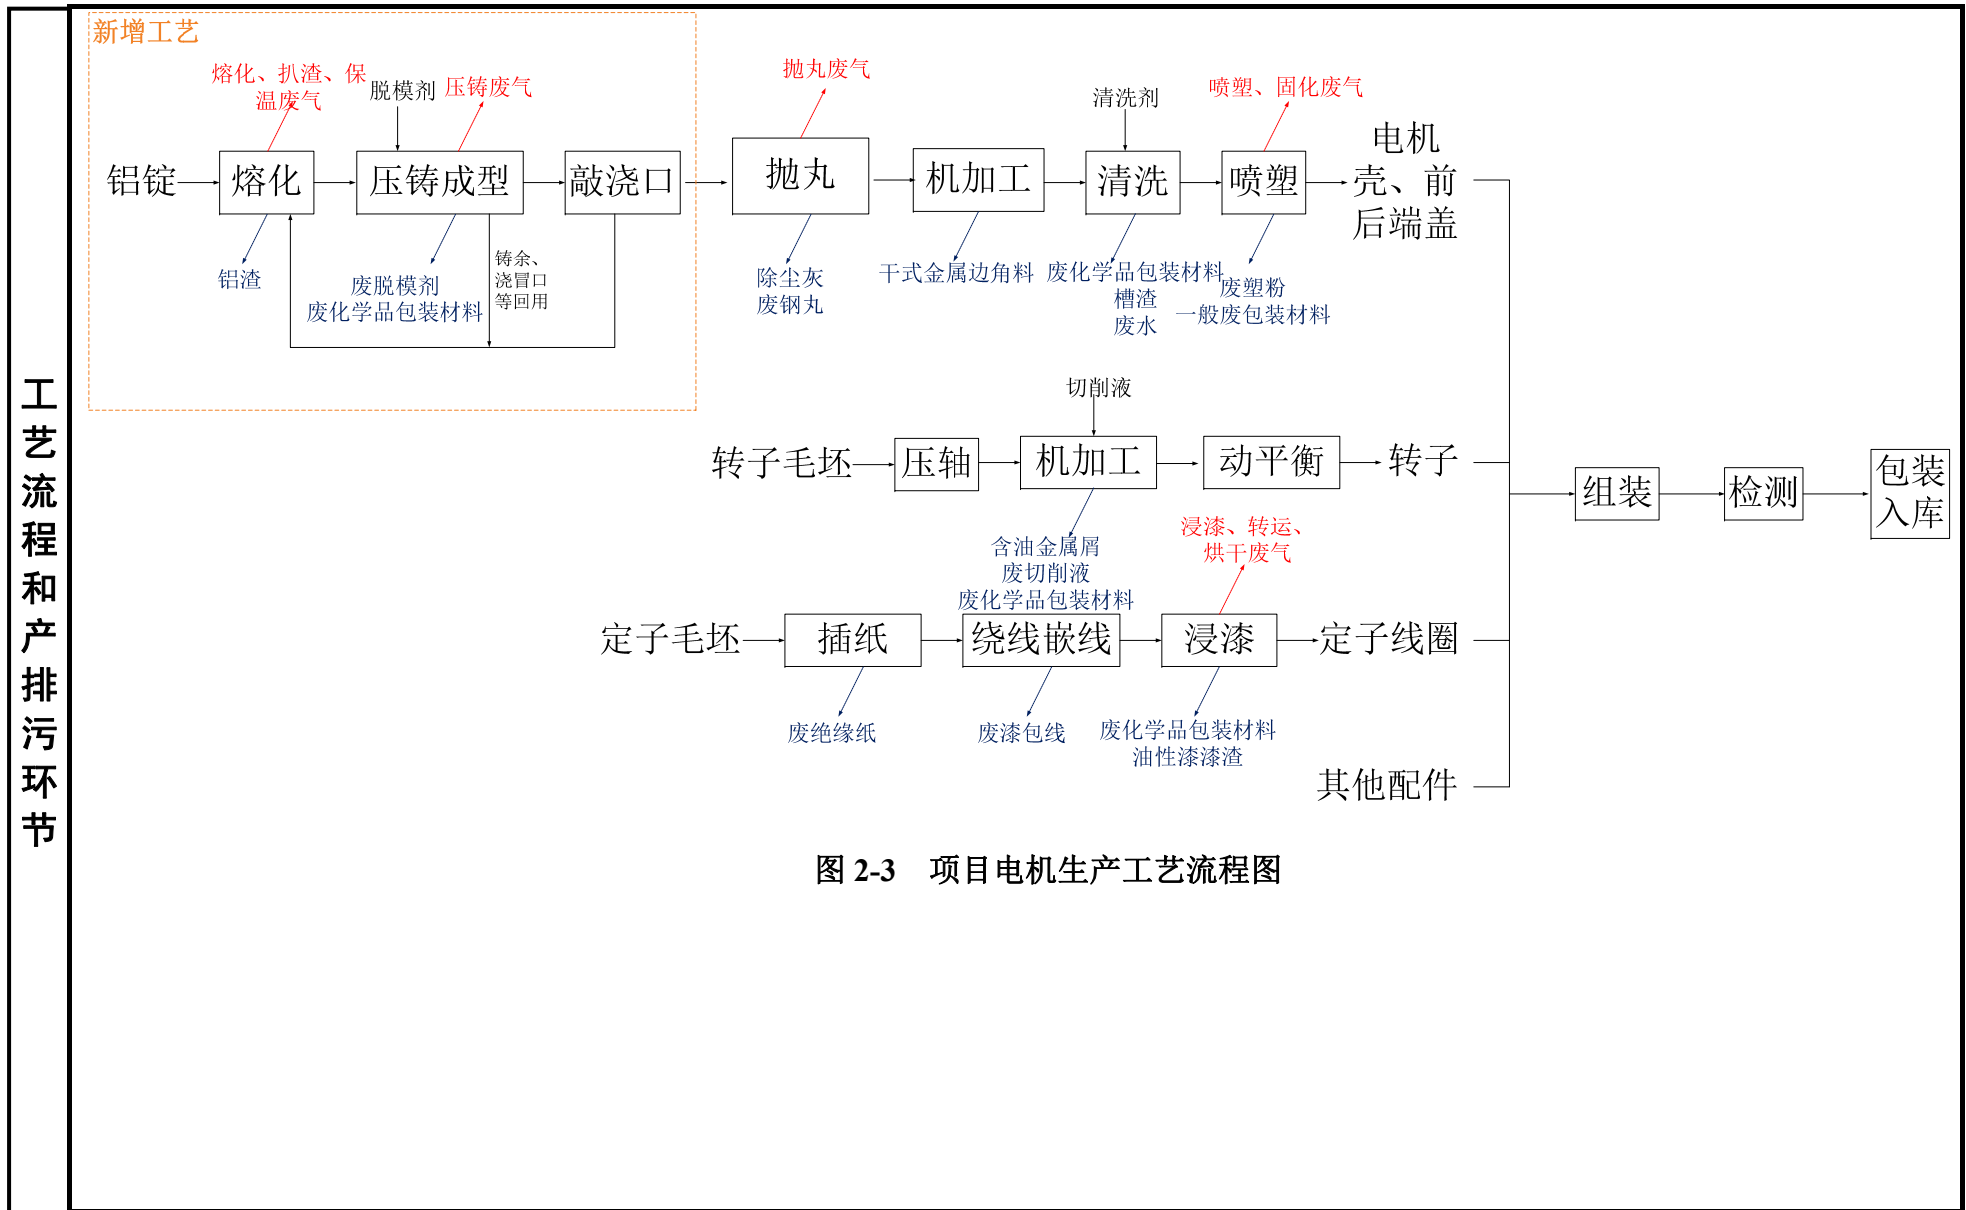 工艺流程和产排污环节
新增工艺
熔化、扒渣、保
温废气
脱模剂
压铸废气
铝锭
熔化
压铸成型
敲浇口
铝渣
废脱模剂
废化学品包装材料
铸余、
浇冒口
等回用
抛丸废气
抛丸
除尘灰
废钢丸
机加工
干式金属边角料
清洗剂
清洗
废化学品包装材料
槽渣
废水
喷塑、固化废气
喷塑
废塑粉
一般废包装材料
电机
壳、前
后端盖
转子毛坯
压轴
切削液
机加工
含油金属屑
废切削液
废化学品包装材料
动平衡
转子
定子毛坯
插纸
废绝缘纸
绕线嵌线
废漆包线
浸漆、转运、
烘干废气
浸漆
废化学品包装材料
油性漆漆渣
定子线圈
其他配件
组装
检测
包装
入库
图 2-3 项目电机生产工艺流程图